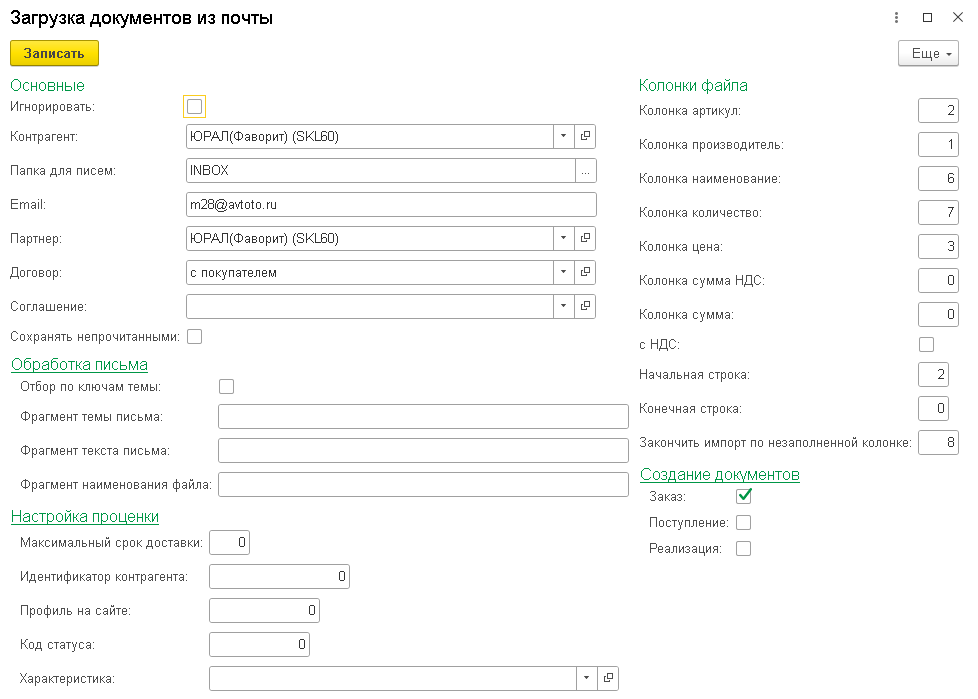 Загрузка документов из почты
Записать
Еще
Основные
Игнорировать:
Контрагент: ЮРАЛ(Фаворит) (SKL60)
Папка для писем: INBOX ...
Email: m28@avtoto.ru
Партнер: ЮРАЛ(Фаворит) (SKL60)
Договор: с покупателем
Соглашение:
Сохранять непрочитанными:
Обработка письма
Отбор по ключам темы:
Фрагмент темы письма:
Фрагмент текста письма:
Фрагмент наименования файла:
Настройка проценки
Максимальный срок доставки: 0
Идентификатор контрагента: 0
Профиль на сайте: 0
Код статуса: 0
Характеристика:
Колонки файла
Колонка артикул: 2
Колонка производитель: 1
Колонка наименование: 6
Колонка количество: 7
Колонка цена: 3
Колонка сумма НДС: 0
Колонка сумма: 0
с НДС:
Начальная строка: 2
Конечная строка: 0
Закончить импорт по незаполненной колонке: 8
Создание документов
Заказ:
Поступление:
Реализация: